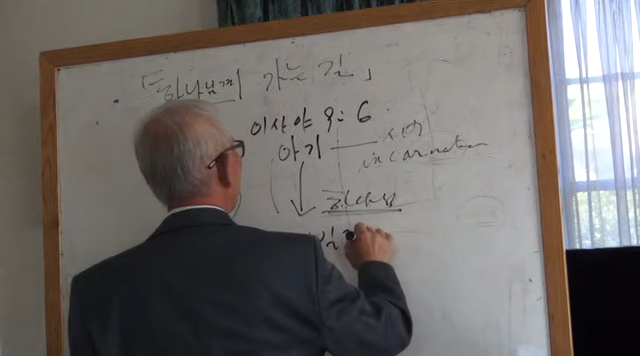 「하나님께 가는 길」
이사야 9:6
아기 — incarnation
하나님